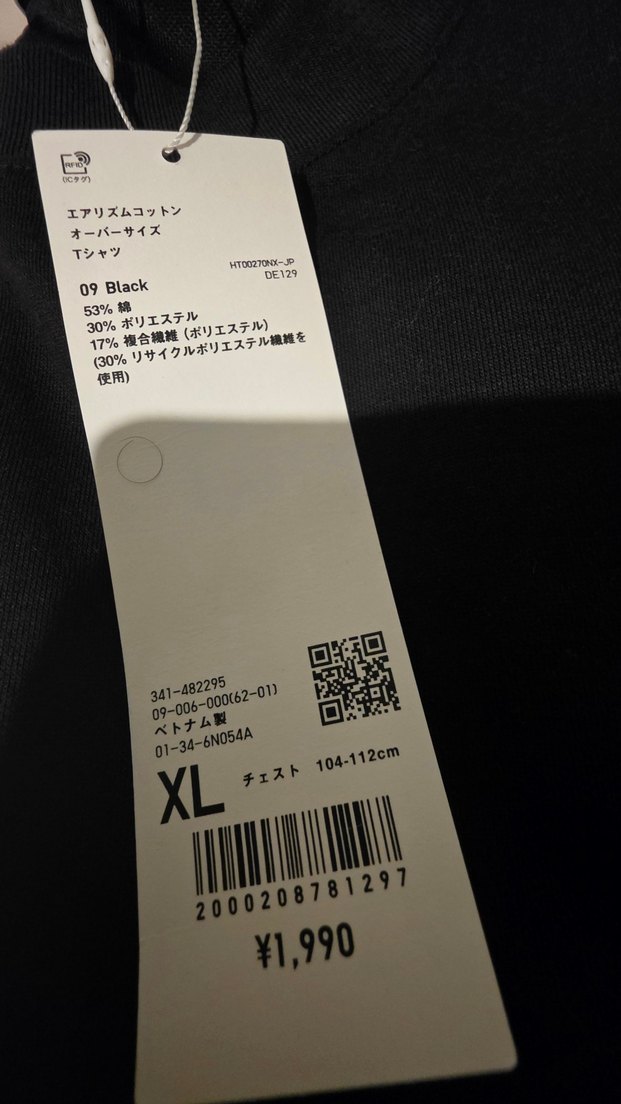 RFID
(ICタグ)
エアリズムコットン
オーバーサイズ
Tシャツ
HT00270NX-JP
DE129
09 Black
53% 綿
30% ポリエステル
17% 複合繊維 (ポリエステル)
(30% リサイクルポリエステル繊維を
使用)
341-482295
09-006-000(62-01)
ベトナム製
01-34-6N054A
XL チェスト 104-112cm
2000208781297
¥1,990